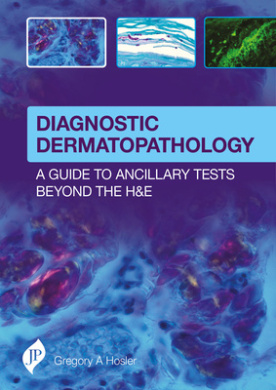 DIAGNOSTIC
DERMATOPATHOLOGY
A GUIDE TO ANCILLARY TESTS
BEYOND THE H&E
JP
Gregory A Hosler